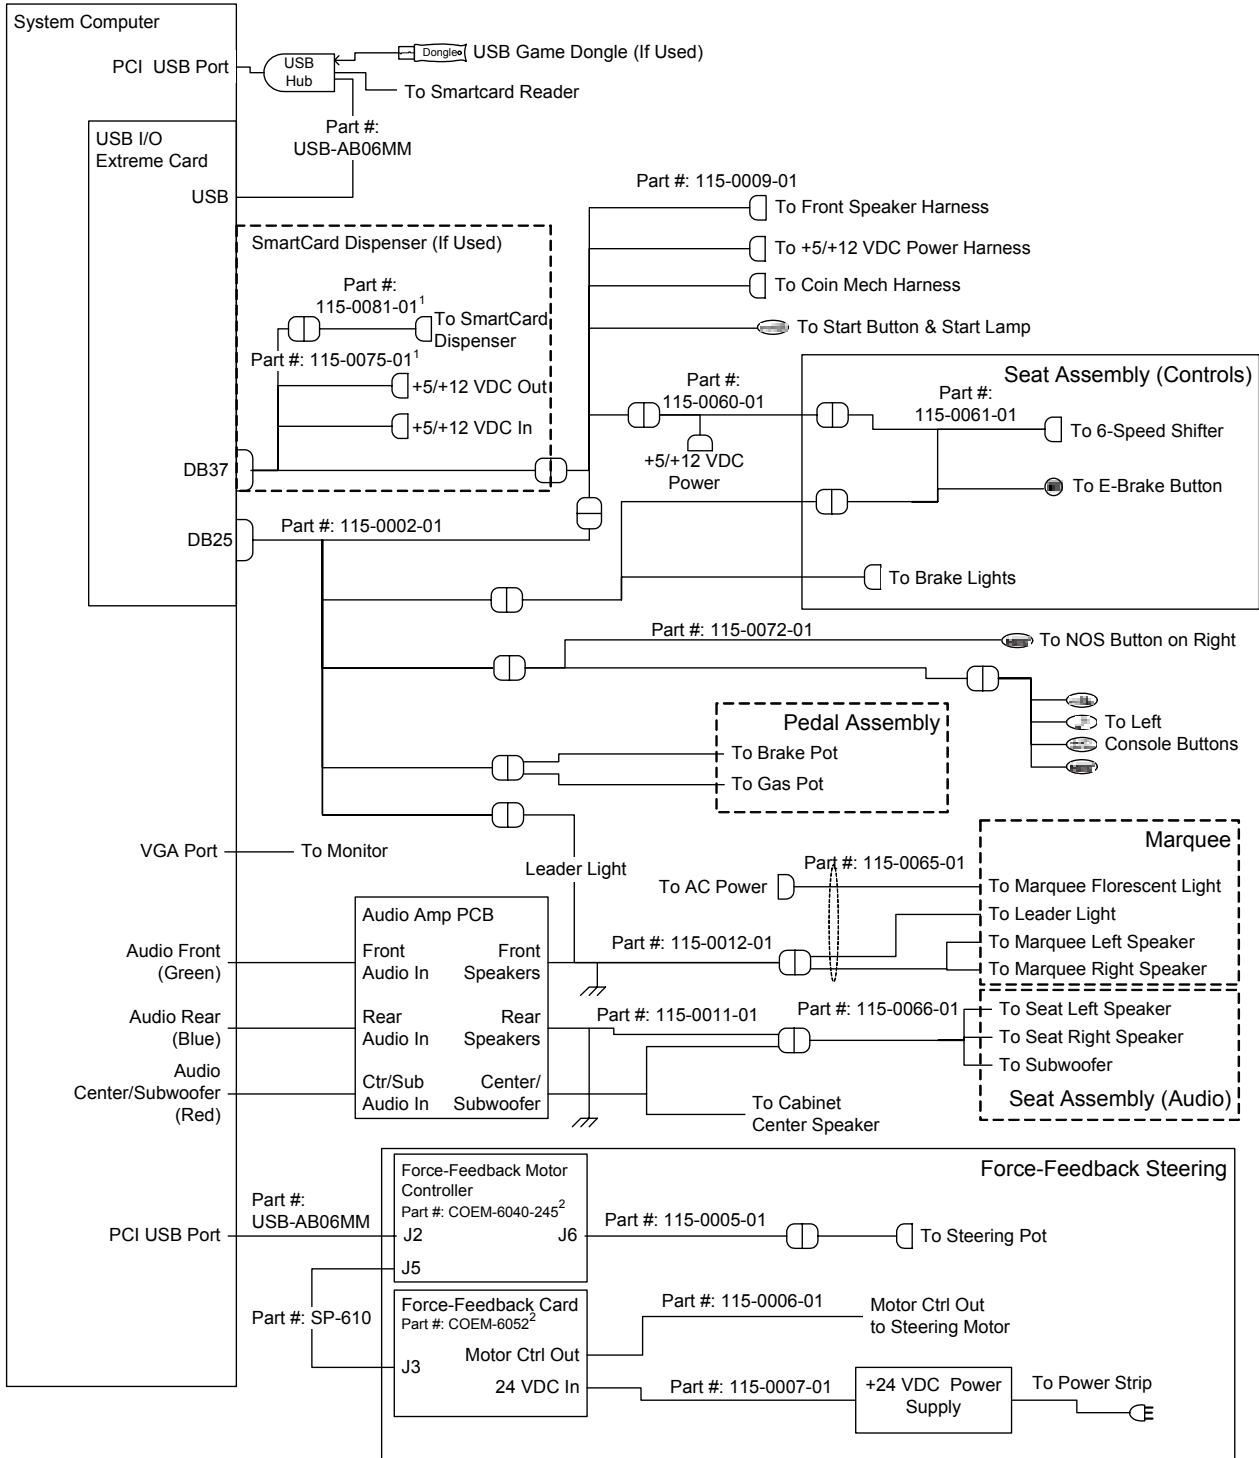 System Computer
PCI USB Port
USB
Hub
Dongle
USB Game Dongle (If Used)
To Smartcard Reader
Part #:
USB-AB06MM
USB I/O
Extreme Card
USB
SmartCard Dispenser (If Used)
Part #:
115-0081-01¹
To SmartCard
Dispenser
Part #: 115-0075-01¹
+5/+12 VDC Out
+5/+12 VDC In
DB37
DB25
Part #: 115-0002-01
Part #: 115-0009-01
To Front Speaker Harness
To +5/+12 VDC Power Harness
To Coin Mech Harness
To Start Button & Start Lamp
Part #:
115-0060-01
+5/+12 VDC
Power
Seat Assembly (Controls)
Part #:
115-0061-01
To 6-Speed Shifter
To E-Brake Button
To Brake Lights
Part #: 115-0072-01
To NOS Button on Right
To Left
Console Buttons
Pedal Assembly
To Brake Pot
To Gas Pot
VGA Port
To Monitor
Leader Light
Marquee
Part #: 115-0065-01
To AC Power
To Marquee Florescent Light
To Leader Light
To Marquee Left Speaker
To Marquee Right Speaker
Audio Amp PCB
Audio Front
(Green)
Front
Audio In
Front
Speakers
Part #: 115-0012-01
Audio Rear
(Blue)
Rear
Audio In
Rear
Speakers
Part #: 115-0011-01
Part #: 115-0066-01
To Seat Left Speaker
To Seat Right Speaker
To Subwoofer
Seat Assembly (Audio)
Audio
Center/Subwoofer
(Red)
Ctr/Sub
Audio In
Center/
Subwoofer
To Cabinet
Center Speaker
Force-Feedback Steering
Force-Feedback Motor
Controller
Part #: COEM-6040-245²
PCI USB Port
Part #:
USB-AB06MM
J2
J6
J5
Part #: 115-0005-01
To Steering Pot
Part #: SP-610
Force-Feedback Card
Part #: COEM-6052²
Motor Ctrl Out
J3
24 VDC In
Part #: 115-0006-01
Motor Ctrl Out
to Steering Motor
Part #: 115-0007-01
+24 VDC Power
Supply
To Power Strip